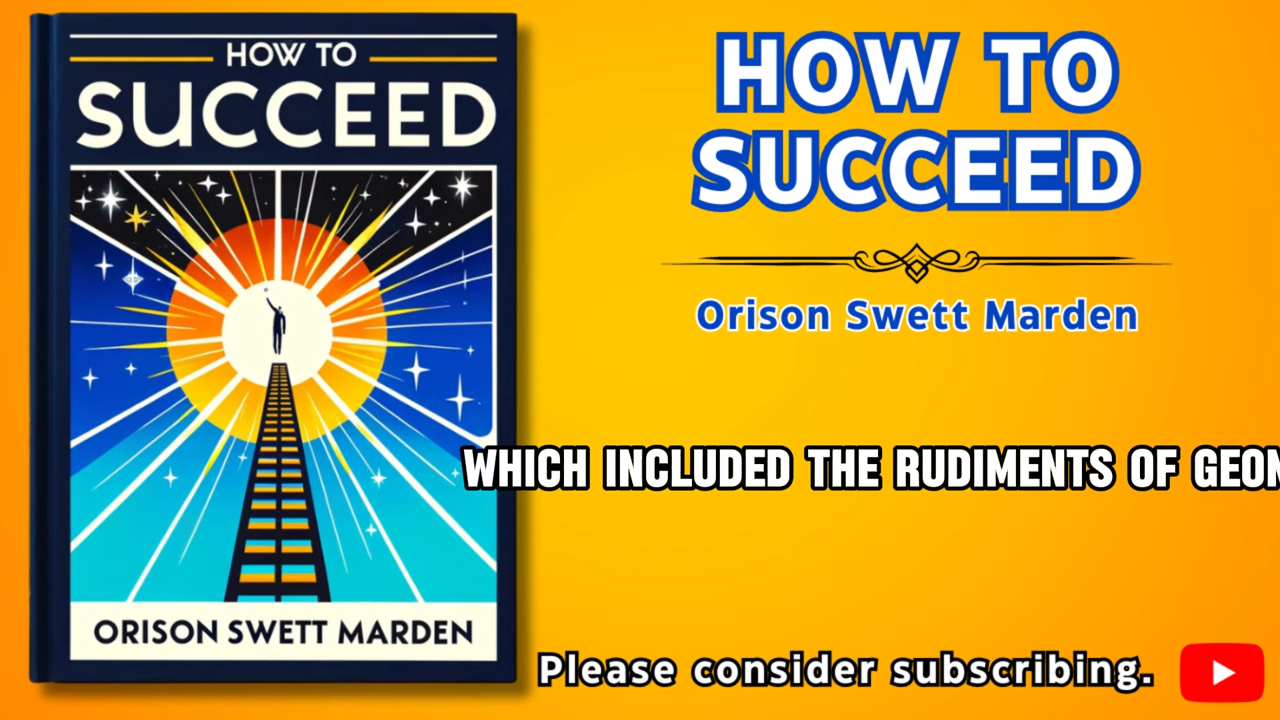 HOW TO
SUCCEED
ORISON SWETT MARDEN
HOW TO
SUCCEED
Orison Swett Marden
WHICH INCLUDED THE RUDIMENTS OF
Please consider subscribing.